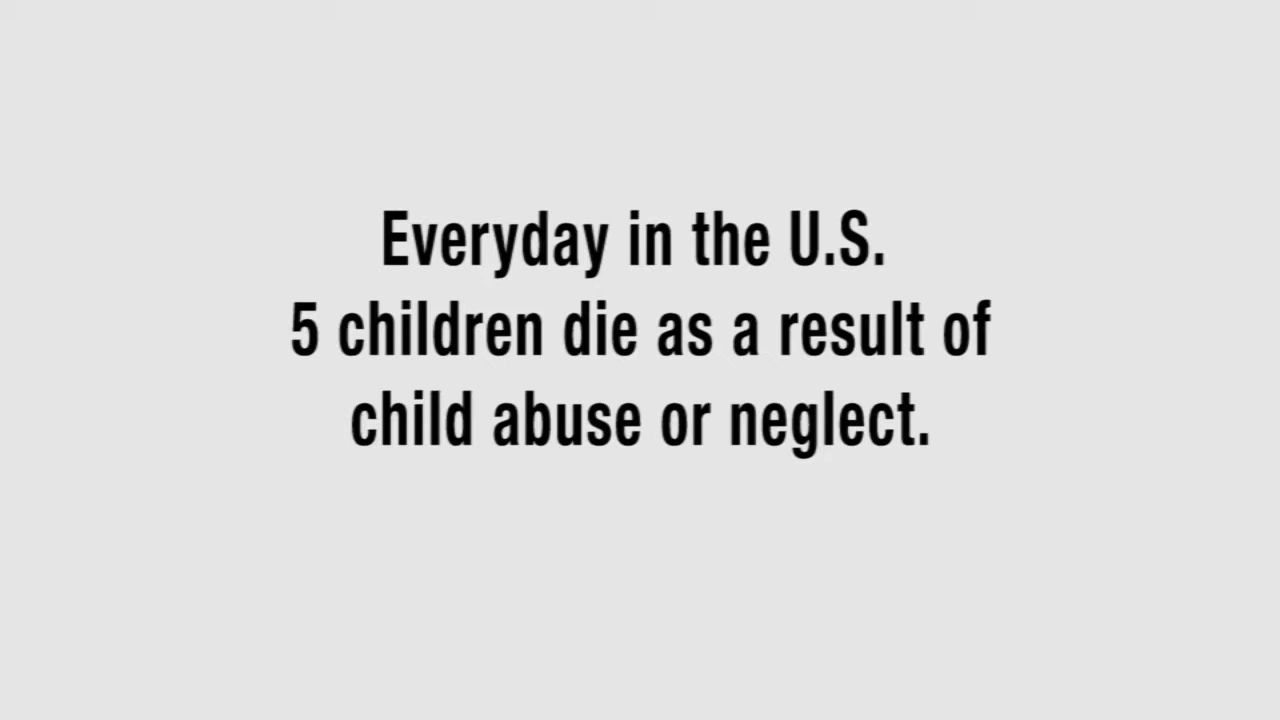 Everyday in the U.S.
5 children die as a result of
child abuse or neglect.